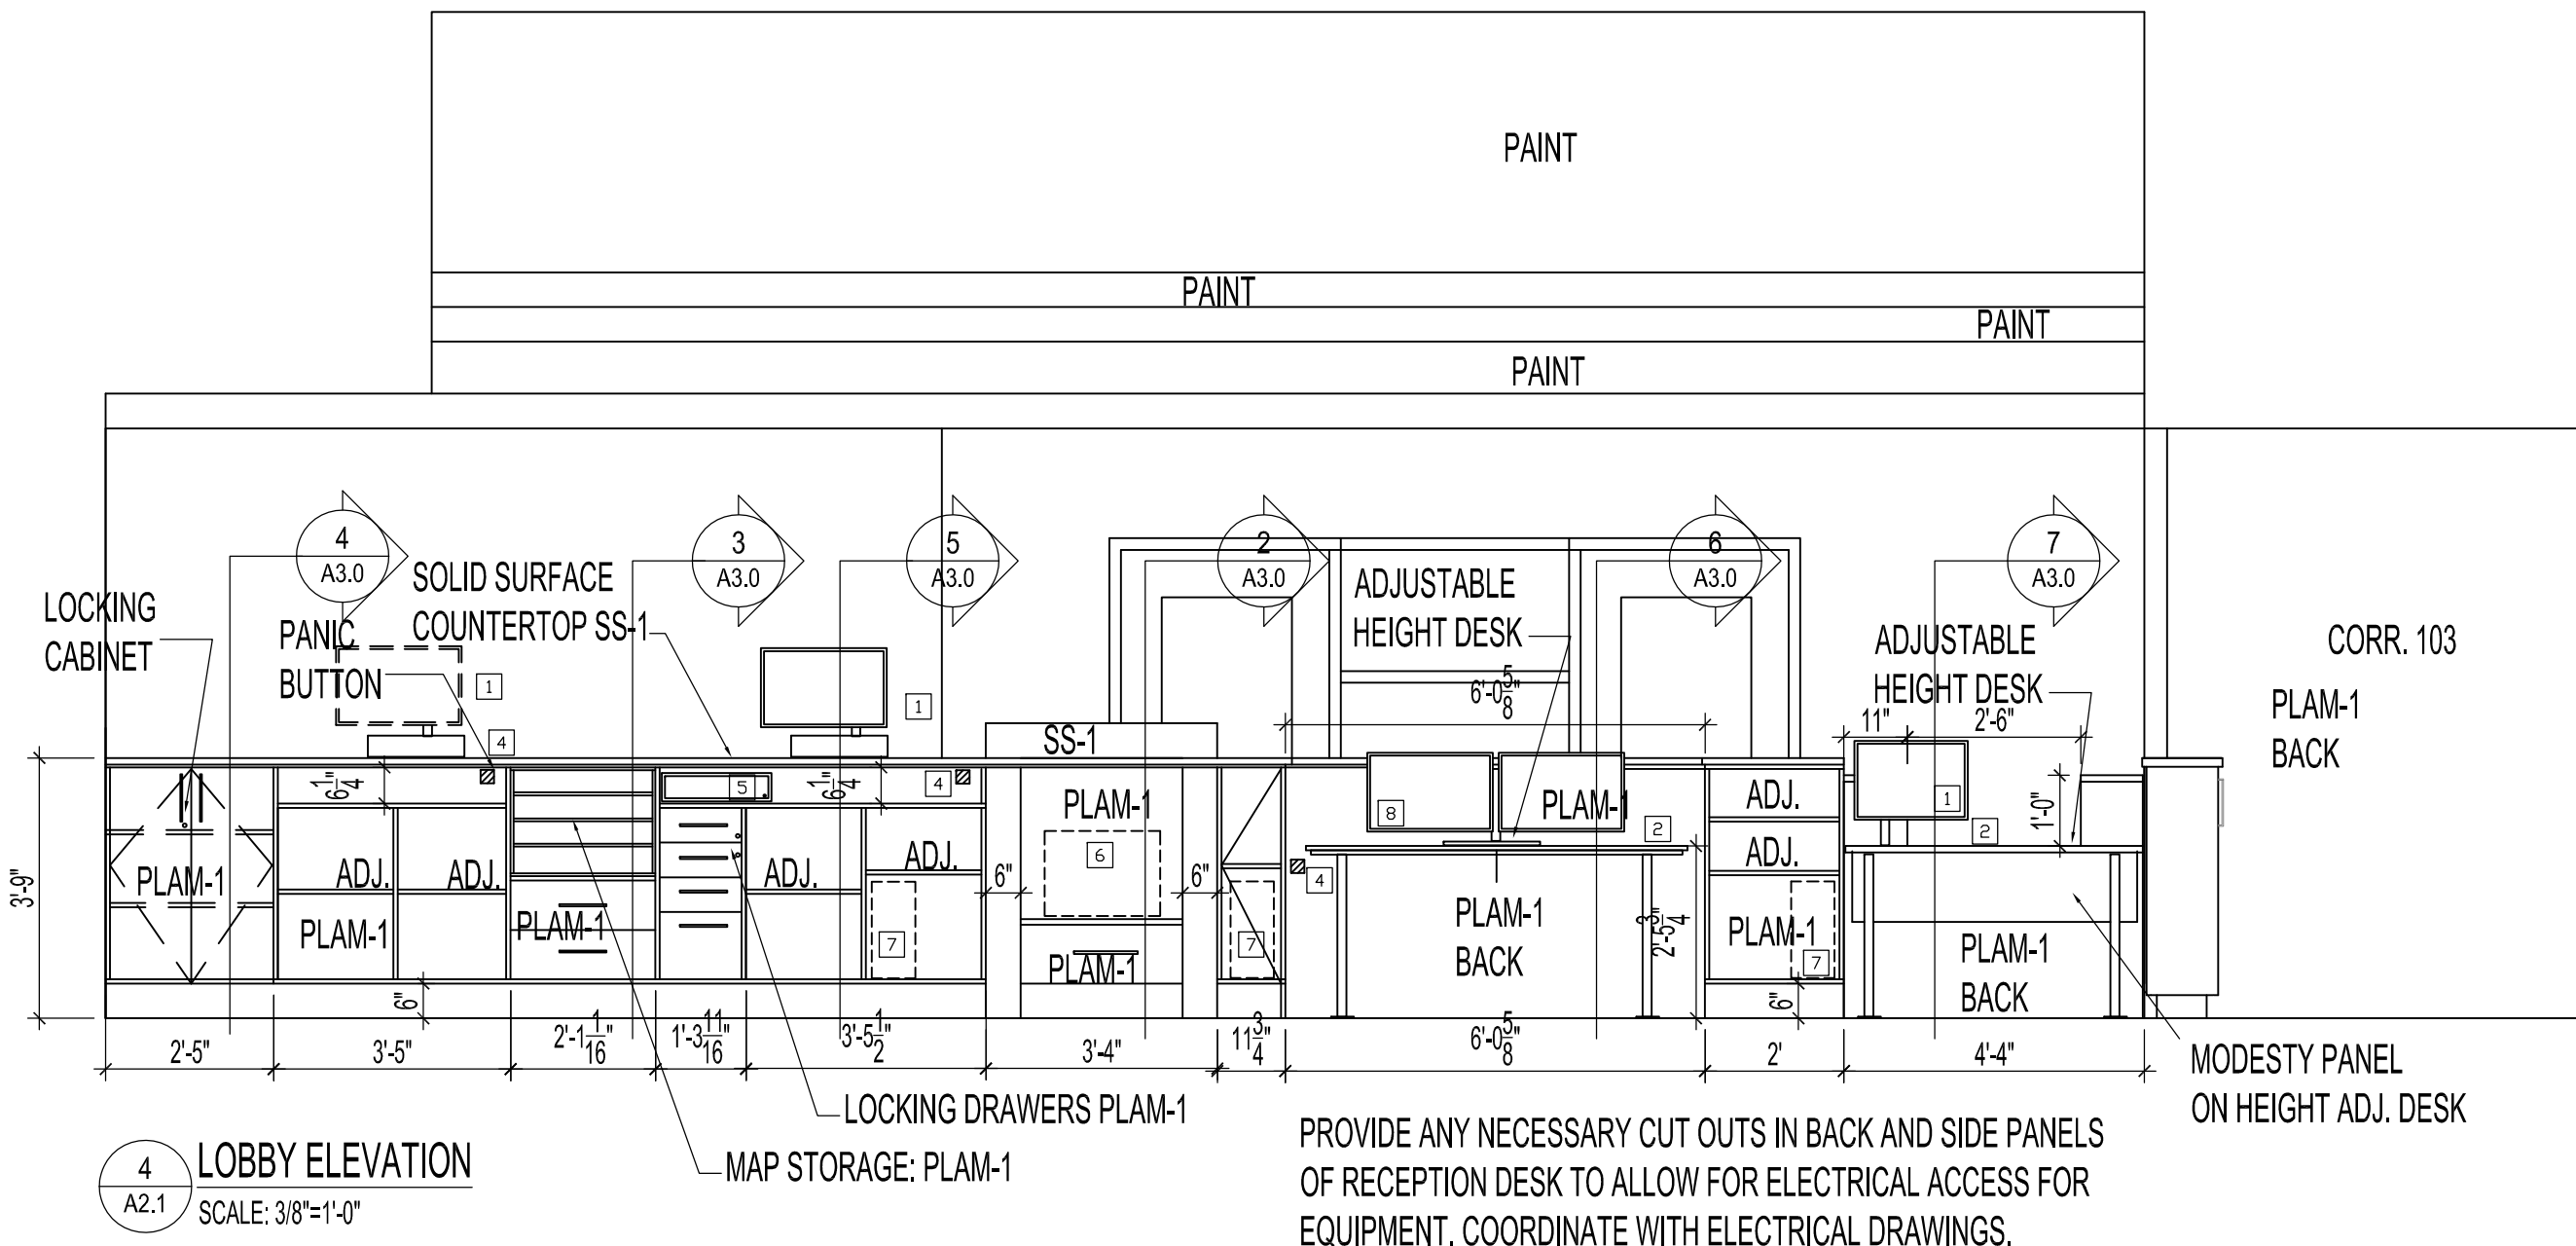 PAINT
PAINT
PAINT
PAINT
4
A3.0
3
A3.0
5
A3.0
2
A3.0
6
A3.0
7
A3.0
LOCKING
CABINET
PANIC
BUTTON
SOLID SURFACE
COUNTERTOP SS-1
ADJUSTABLE
HEIGHT DESK
ADJUSTABLE
HEIGHT DESK
CORR. 103
PLAM-1
BACK
1
1
4
6'-0 5/8"
11"
2'-6"
SS-1
3'-9"
6 1/4"
5
6 1/4"
4
PLAM-1
8
PLAM-1
2
ADJ.
1
2
1'-0"
PLAM-1
ADJ.
ADJ.
ADJ.
ADJ.
6"
6
6"
4
ADJ.
PLAM-1
PLAM-1
7
PLAM-1
7
PLAM-1
BACK
2'-5 3/4"
PLAM-1
7
PLAM-1
BACK
6"
6"
2'-5"
3'-5"
2'-1 1/16"
1'-3 11/16"
3'-5 1/2"
3'-4"
11 3/4"
6'-0 5/8"
2'
4'-4"
MODESTY PANEL
ON HEIGHT ADJ. DESK
LOCKING DRAWERS PLAM-1
MAP STORAGE: PLAM-1
PROVIDE ANY NECESSARY CUT OUTS IN BACK AND SIDE PANELS
OF RECEPTION DESK TO ALLOW FOR ELECTRICAL ACCESS FOR
EQUIPMENT. COORDINATE WITH ELECTRICAL DRAWINGS.
4
A2.1
LOBBY ELEVATION
SCALE: 3/8"=1'-0"